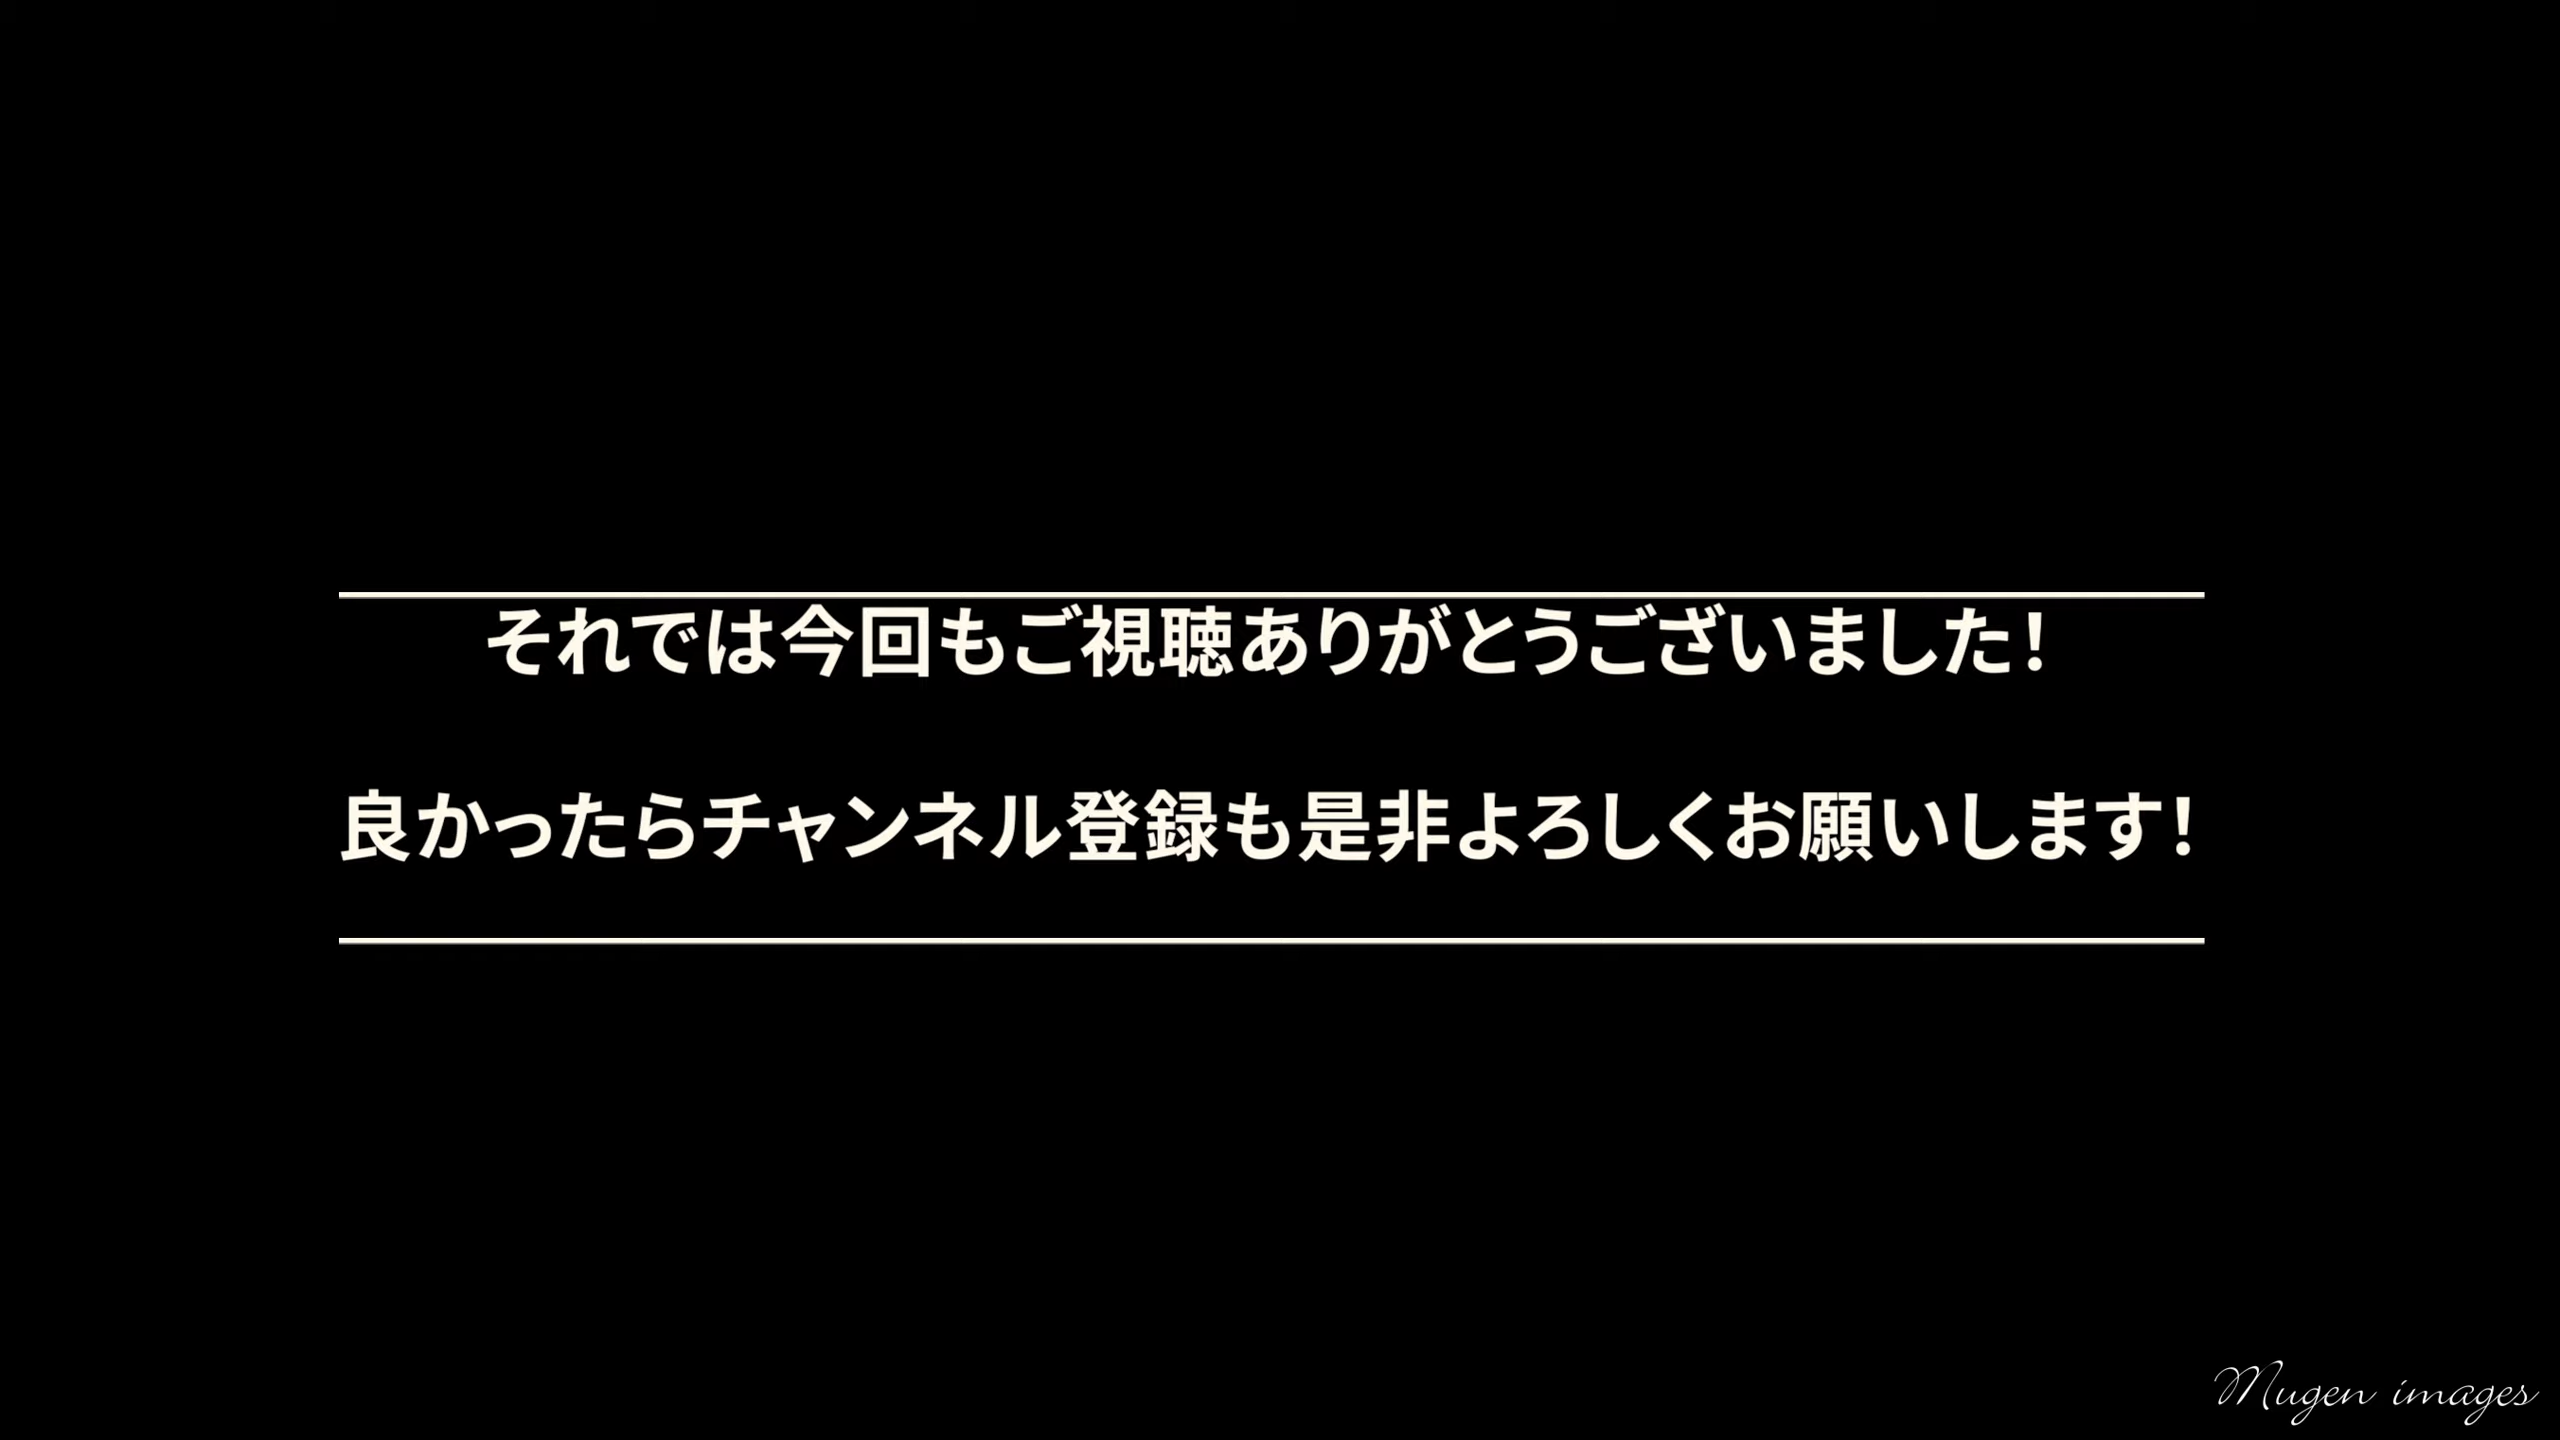 それでは今回もご視聴ありがとうございました！
良かったらチャンネル登録も是非よろしくお願いします！
Mugen images